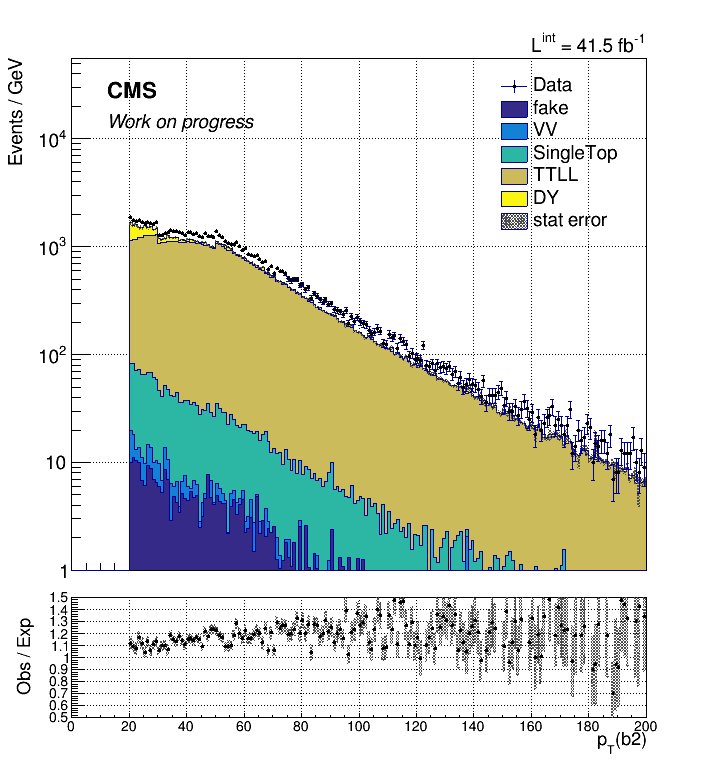 L^int = 41.5 fb^-1
Events / GeV
CMS
Work on progress
Data
fake
VV
SingleTop
TTLL
DY
stat error
10^4
10^3
10^2
10
1
Obs / Exp
1.5
1.4
1.3
1.2
1.1
1
0.9
0.8
0.7
0.6
0.5
0 20 40 60 80 100 120 140 160 180 200
p_T(b2)